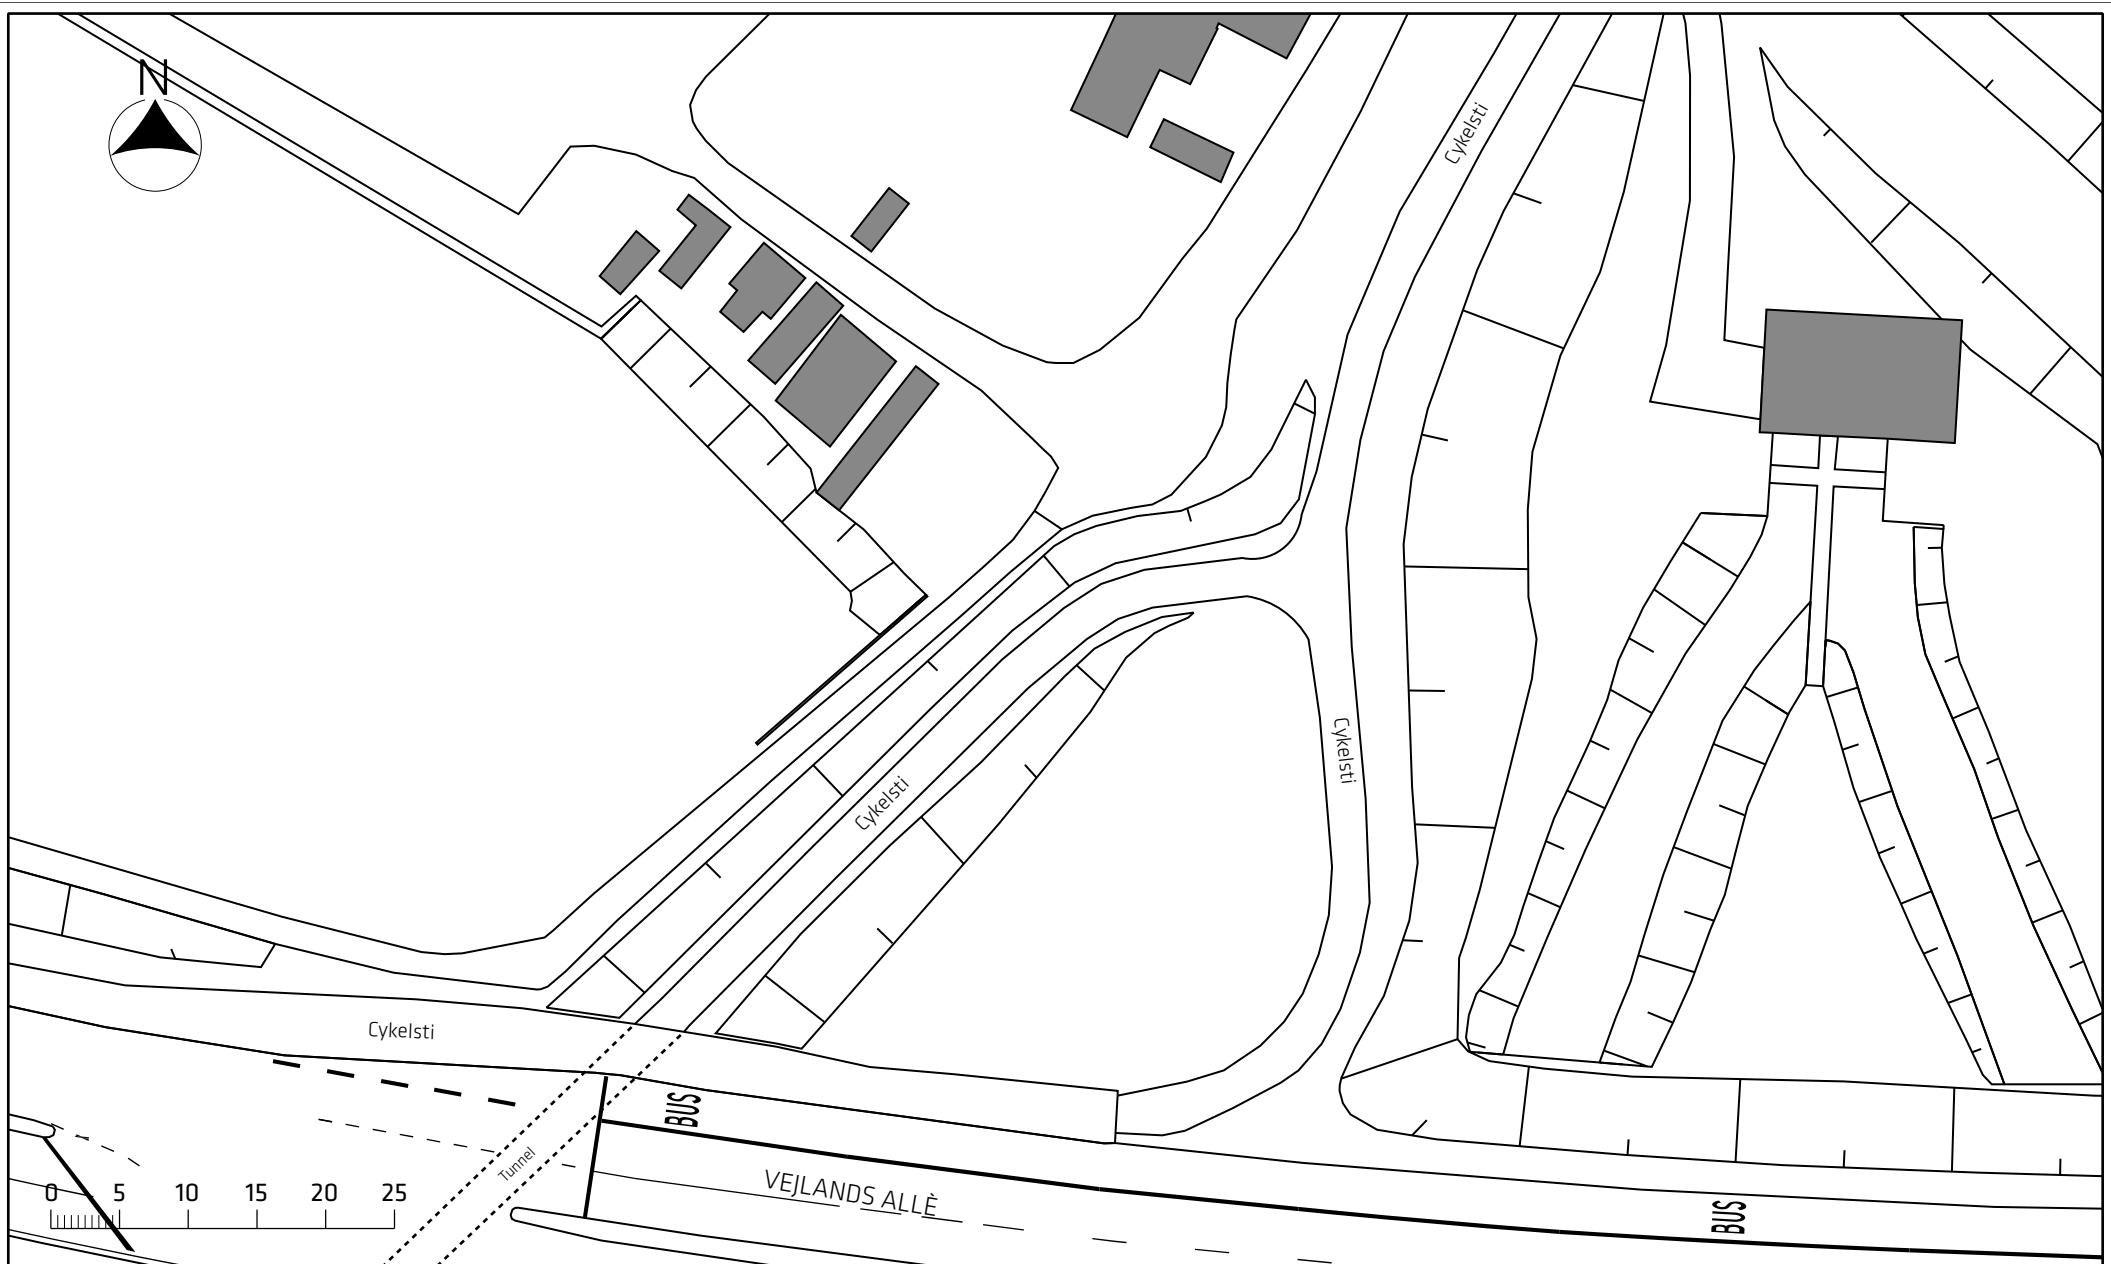 N
Cykelsti
Cykelsti
Cykelsti
Cykelsti
BUS
Tunnel
VEJLANDS ALLÈ
0 5 10 15 20 25
BUS